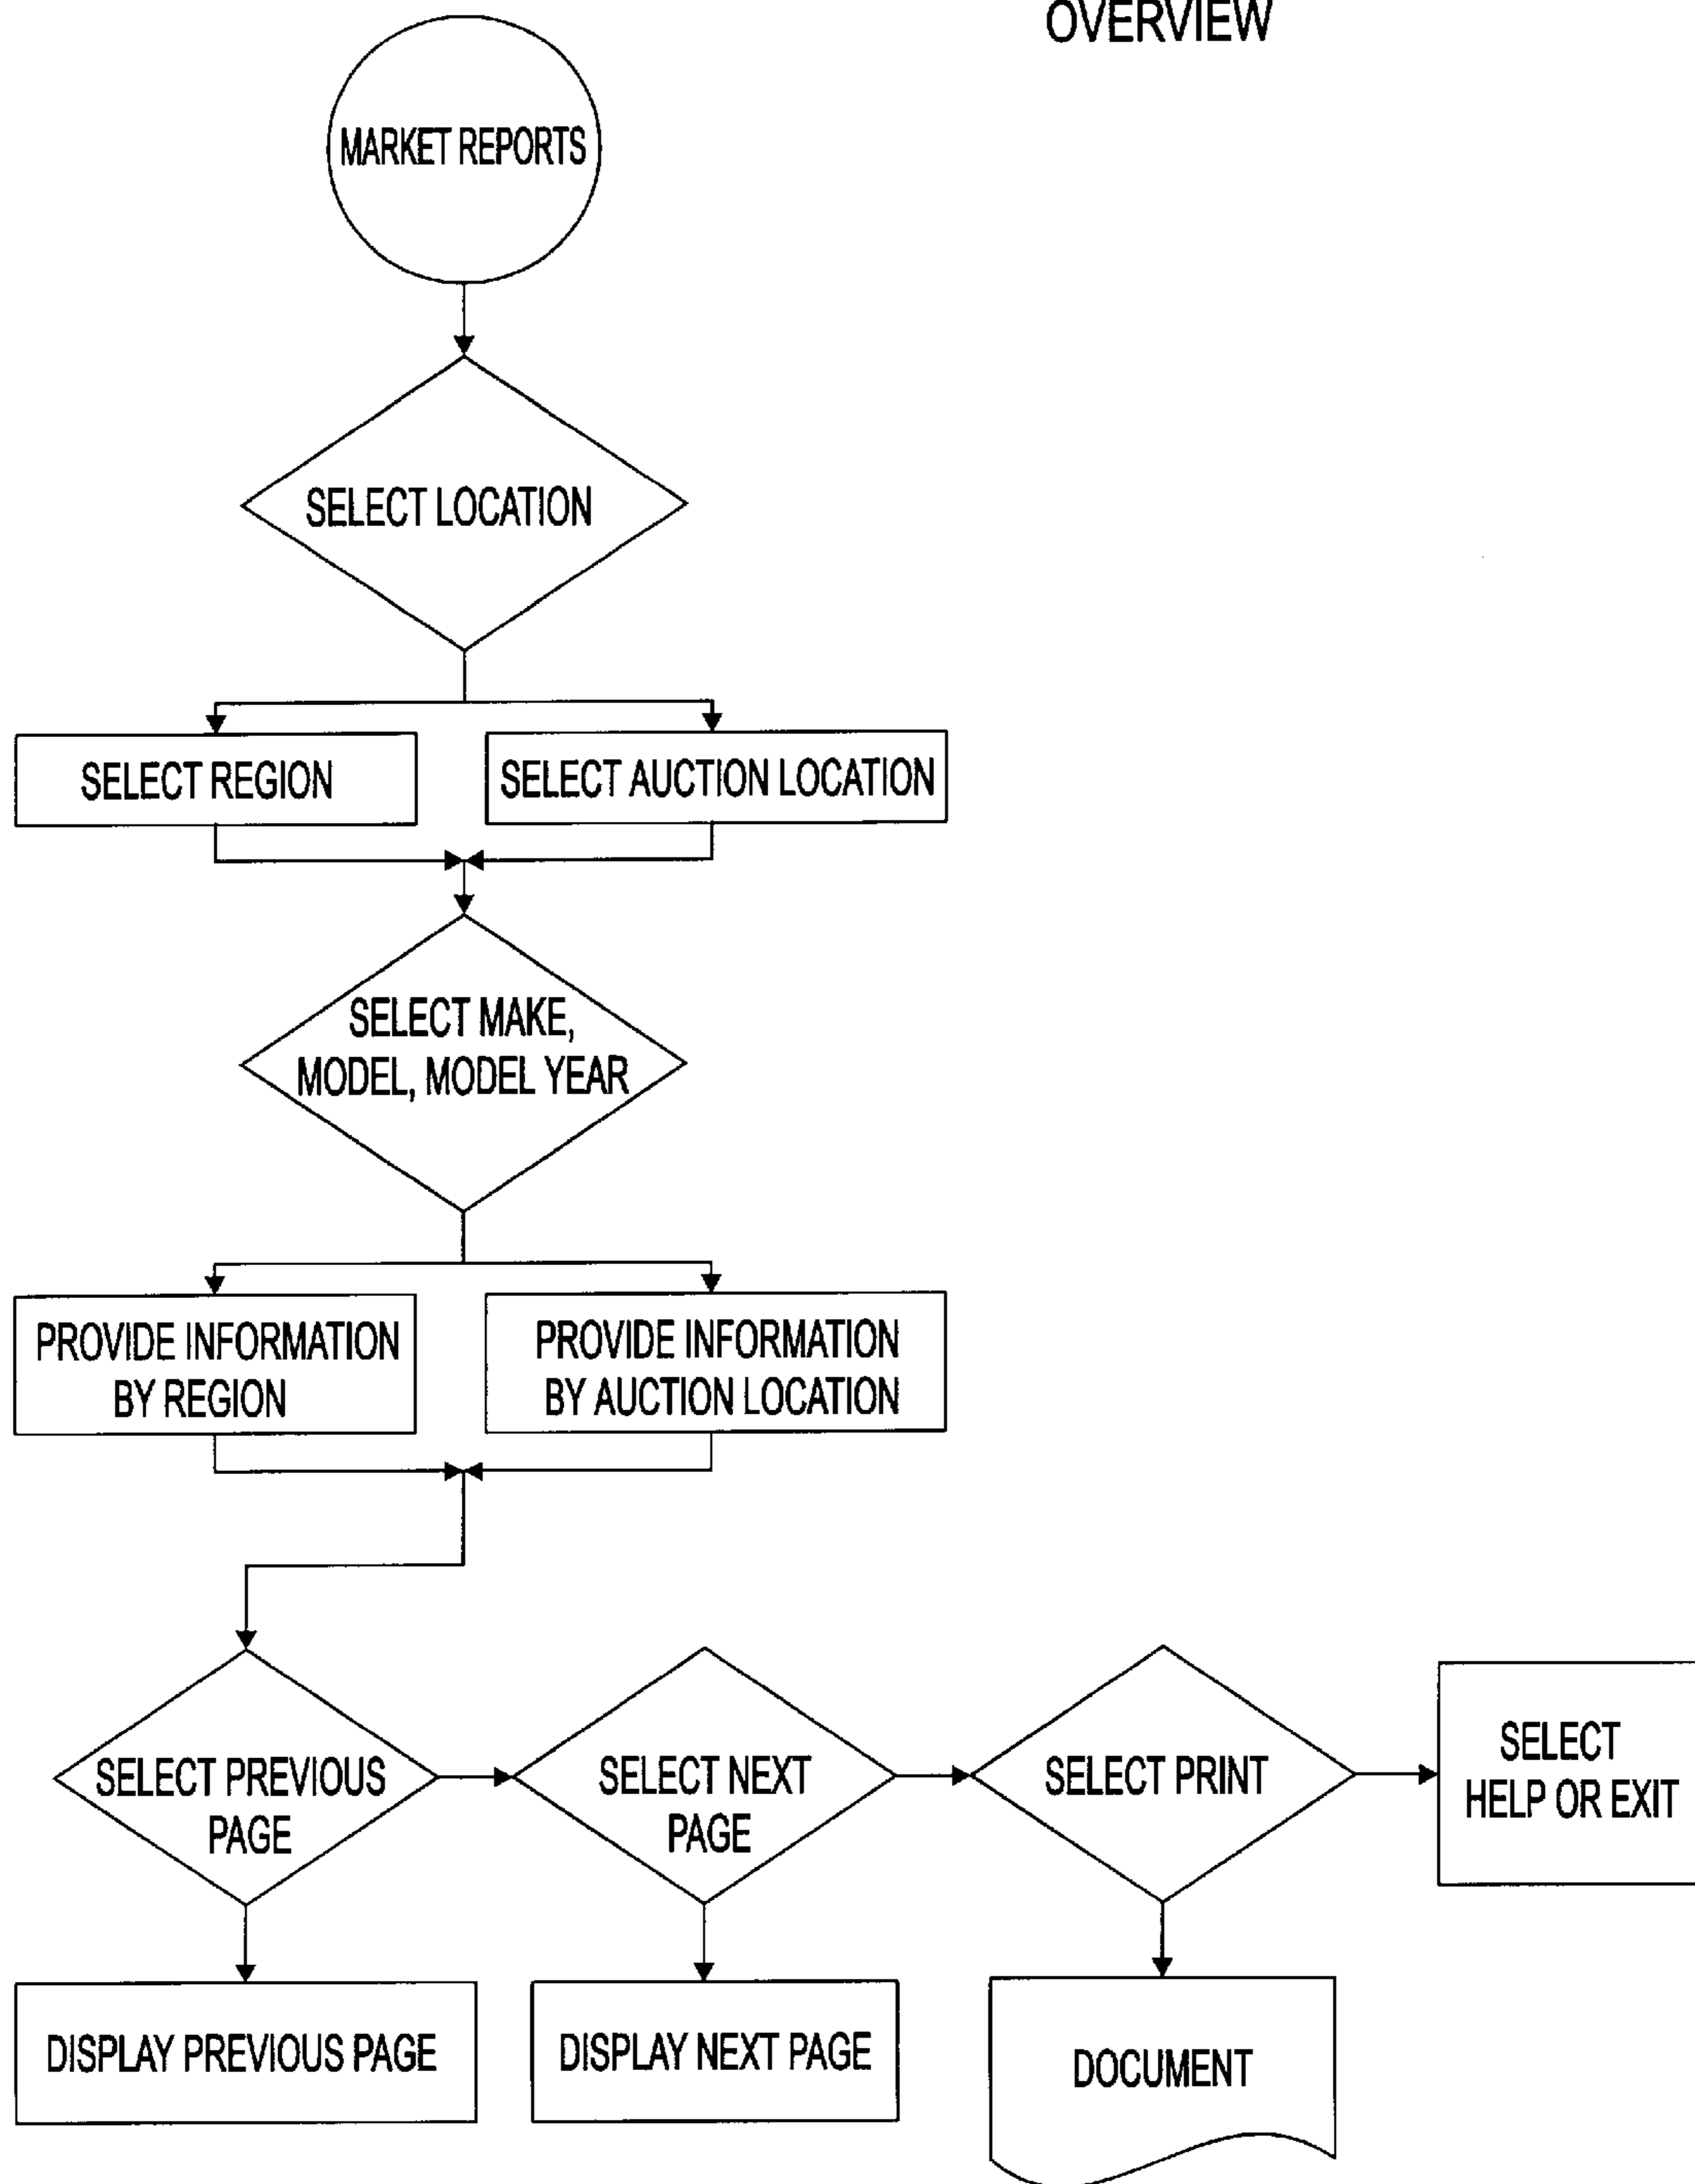 OVERVIEW
MARKET REPORTS
SELECT LOCATION
SELECT REGION
SELECT AUCTION LOCATION
SELECT MAKE,
MODEL, MODEL YEAR
PROVIDE INFORMATION
BY REGION
PROVIDE INFORMATION
BY AUCTION LOCATION
SELECT PREVIOUS
PAGE
SELECT NEXT
PAGE
SELECT PRINT
SELECT
HELP OR EXIT
DISPLAY PREVIOUS PAGE
DISPLAY NEXT PAGE
DOCUMENT